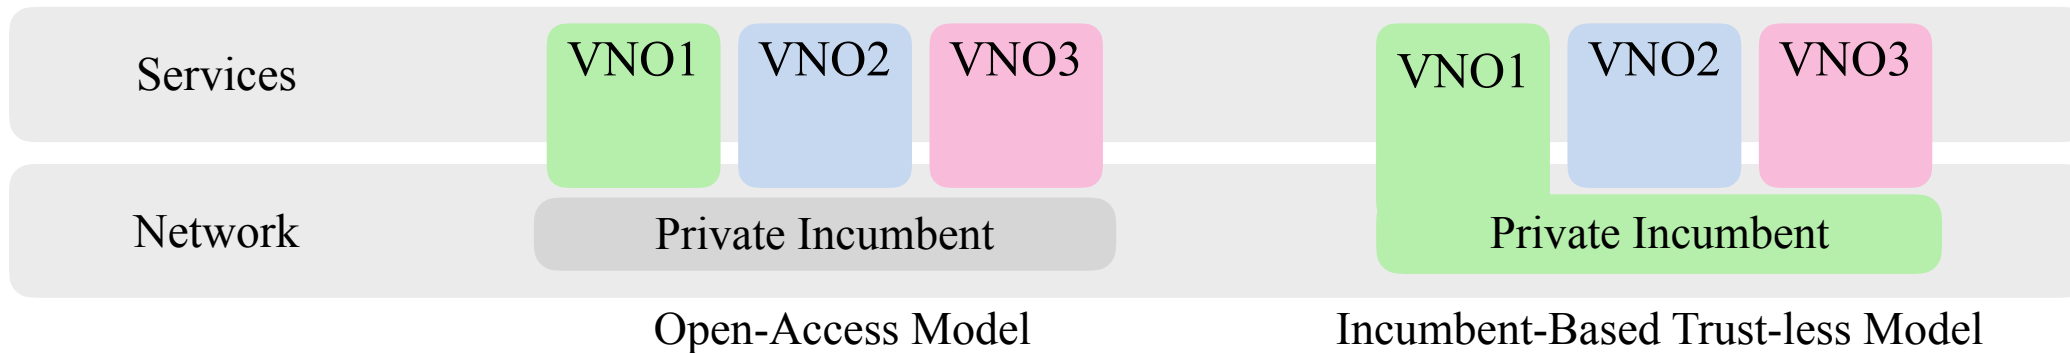 Services
VNO1 VNO2 VNO3
VNO1 VNO2 VNO3
Network
Private Incumbent
Private Incumbent
Open-Access Model
Incumbent-Based Trust-less Model